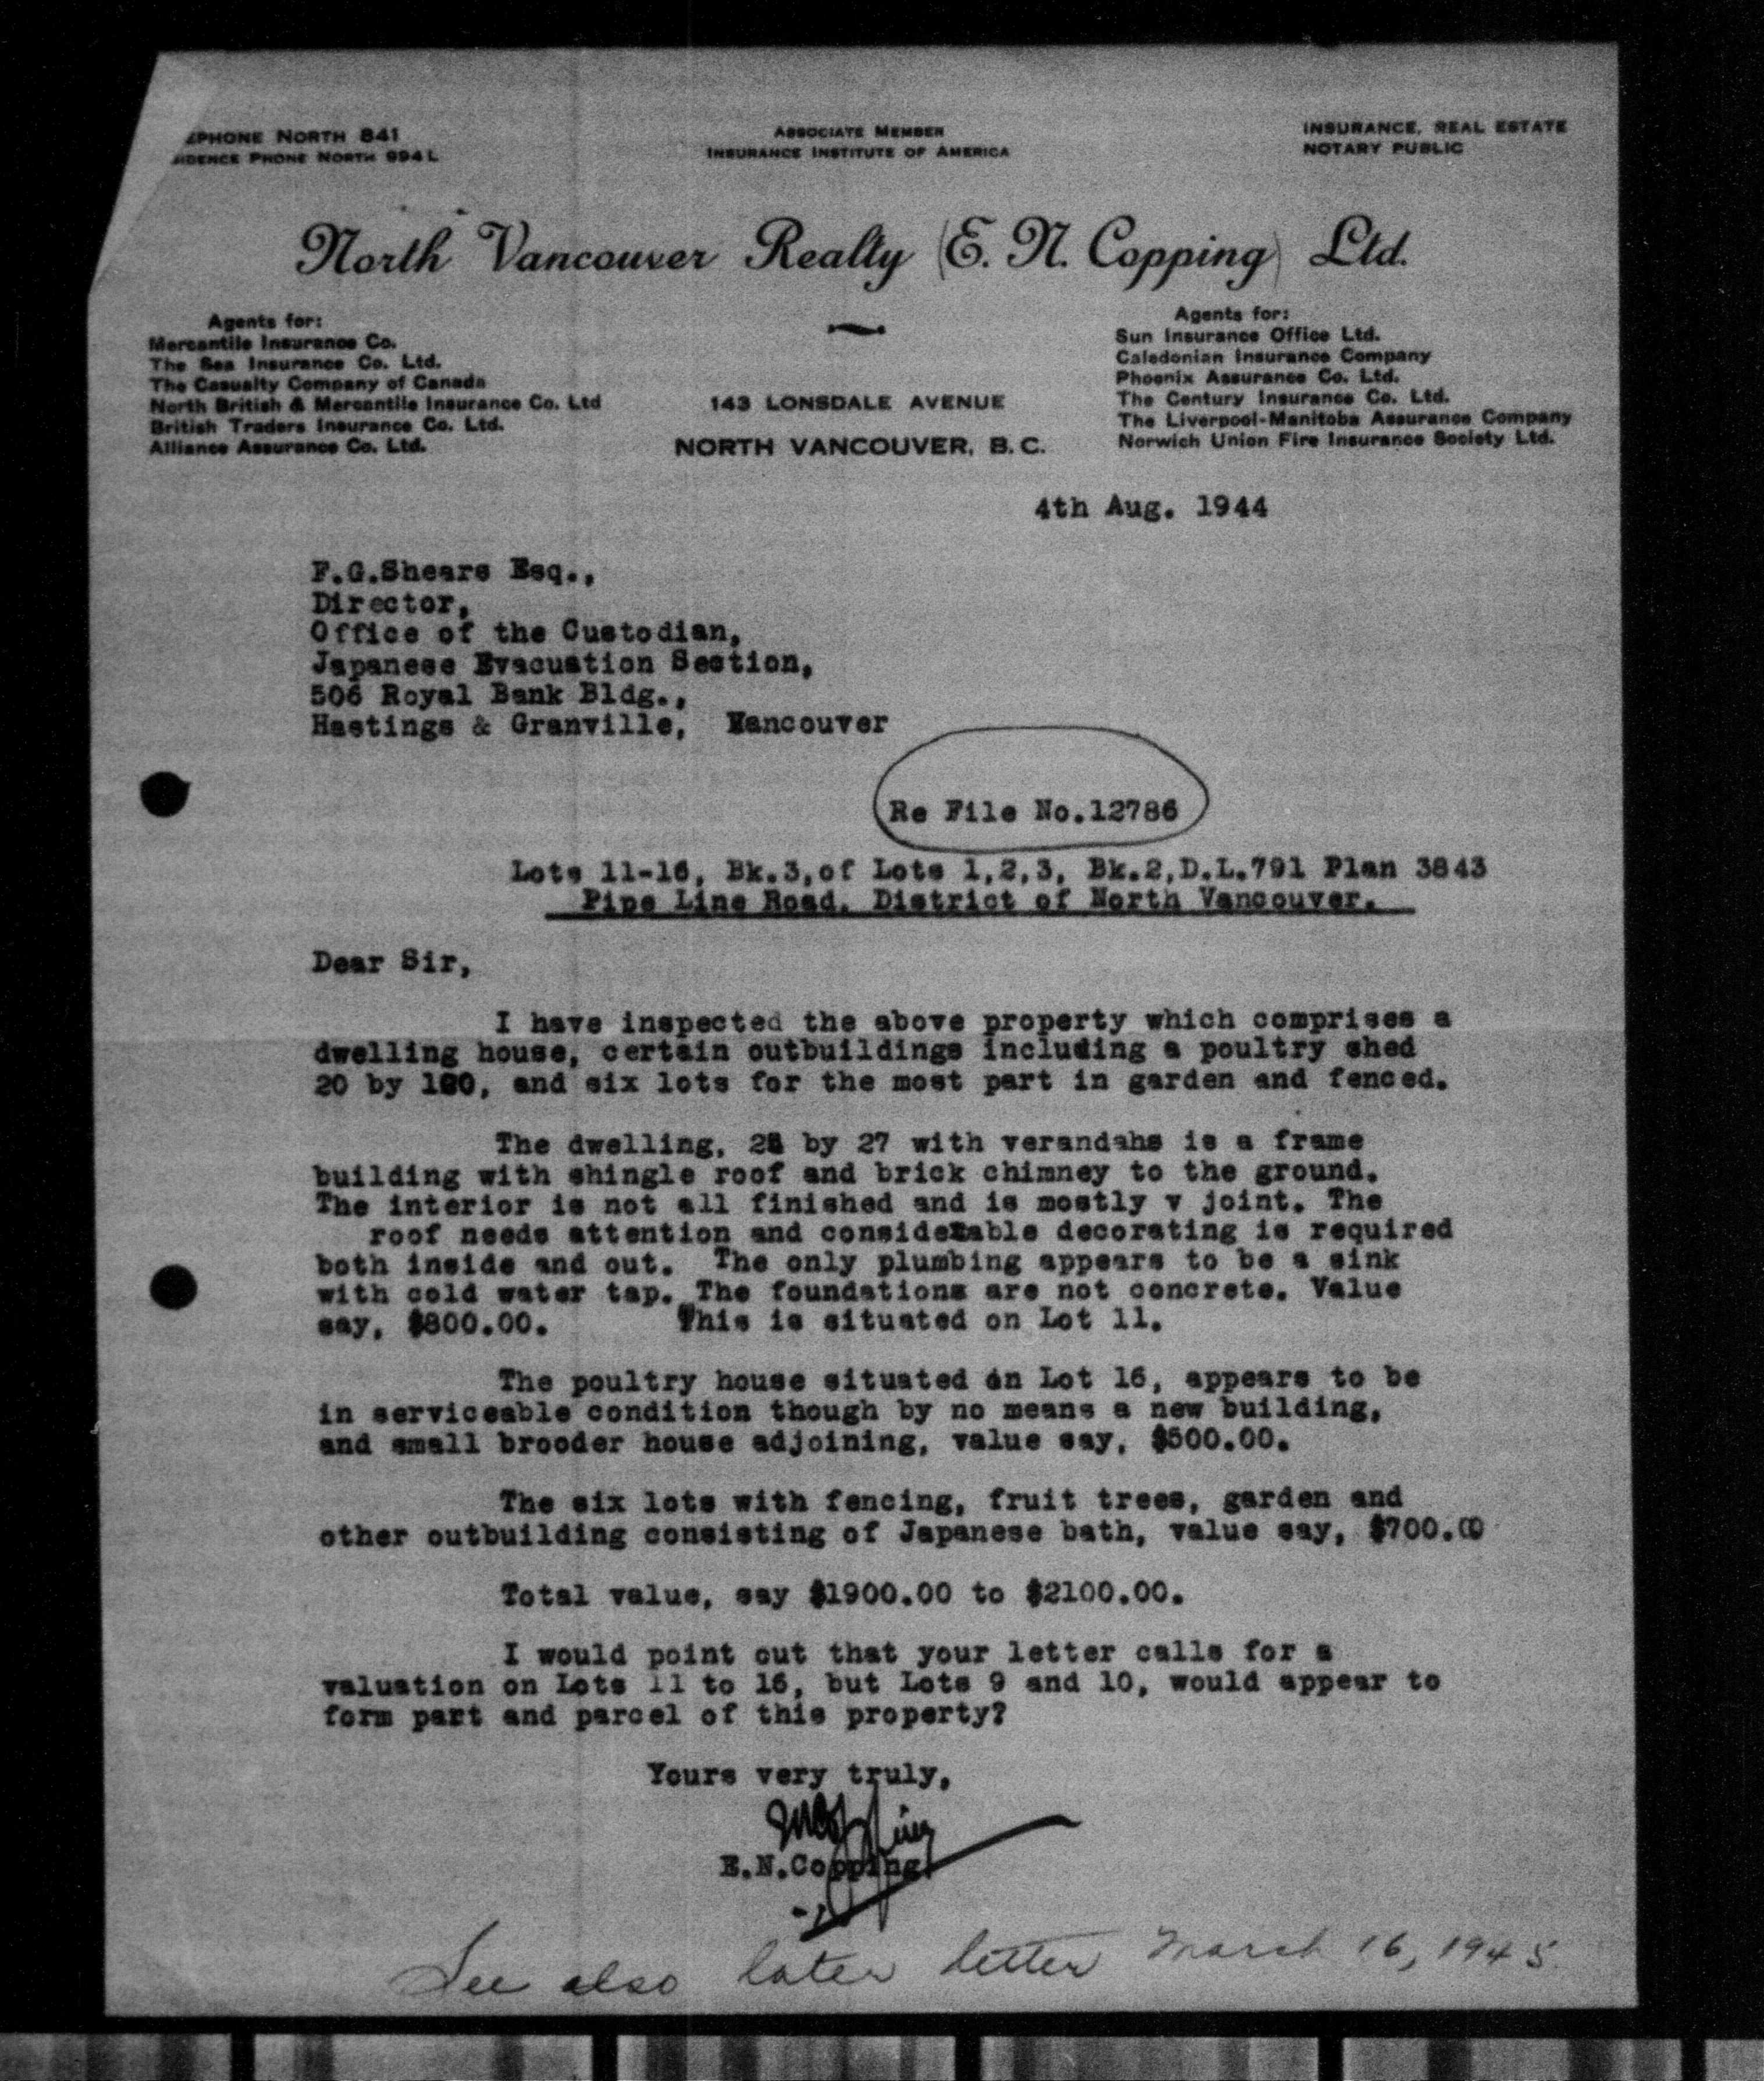 PHONE NORTH 841
IDENCE PHONE NORTH 994 L
ASSOCIATE MEMBER
INSURANCE INSTITUTE OF AMERICA
INSURANCE, REAL ESTATE
NOTARY PUBLIC
North Vancouver Realty (E. N. Copping) Ltd.
Agents for:
Mercantile Insurance Co.
The Sea Insurance Co. Ltd.
The Casualty Company of Canada
North British & Mercantile Insurance Co. Ltd
British Traders Insurance Co. Ltd.
Alliance Assurance Co. Ltd.
143 LONSDALE AVENUE
NORTH VANCOUVER, B.C.
Agents for:
Sun Insurance Office Ltd.
Caledonian Insurance Company
Phoenix Assurance Co. Ltd.
The Century Insurance Co. Ltd.
The Liverpool-Manitoba Assurance Company
Norwich Union Fire Insurance Society Ltd.
4th Aug. 1944
F.G.Shears Esq.,
Director,
Office of the Custodian,
Japanese Evacuation Section,
506 Royal Bank Bldg.,
Hastings & Granville, Vancouver
Re File No.12786
Lots 11-16, Bk.3,of Lots 1,2,3, Bk.2,D.L.791 Plan 3843
Pipe Line Road, District of North Vancouver.
Dear Sir,
I have inspected the above property which comprises a
dwelling house, certain outbuildings including a poultry shed
20 by and six lots for the most part in garden and fenced.
The dwelling, by 27 with verandahs is a frame
building with shingle roof and brick chimney to the ground.
The interior is not all finished and is mostly v joint. The
roof needs attention and considerable decorating is required
both inside and out. The only plumbing appears to be a sink
with cold water tap. The foundations are not concrete. Value
say, $800.00. This is situated on Lot 11.
The poultry house situated on Lot 16, appears to be
in serviceable condition though by no means a new building,
and small brooder house adjoining, value say, $500.00.
The six lots with fencing, fruit trees, garden and
other outbuilding consisting of Japanese bath, value say, $700.00
Total value, say $1900.00 to $2100.00.
I would point out that your letter calls for a
valuation on Lots 11 to 16, but Lots 9 and 10, would appear to
form part and parcel of this property?
Yours very truly,
E.N.Copping
See also later letter March 16, 1945